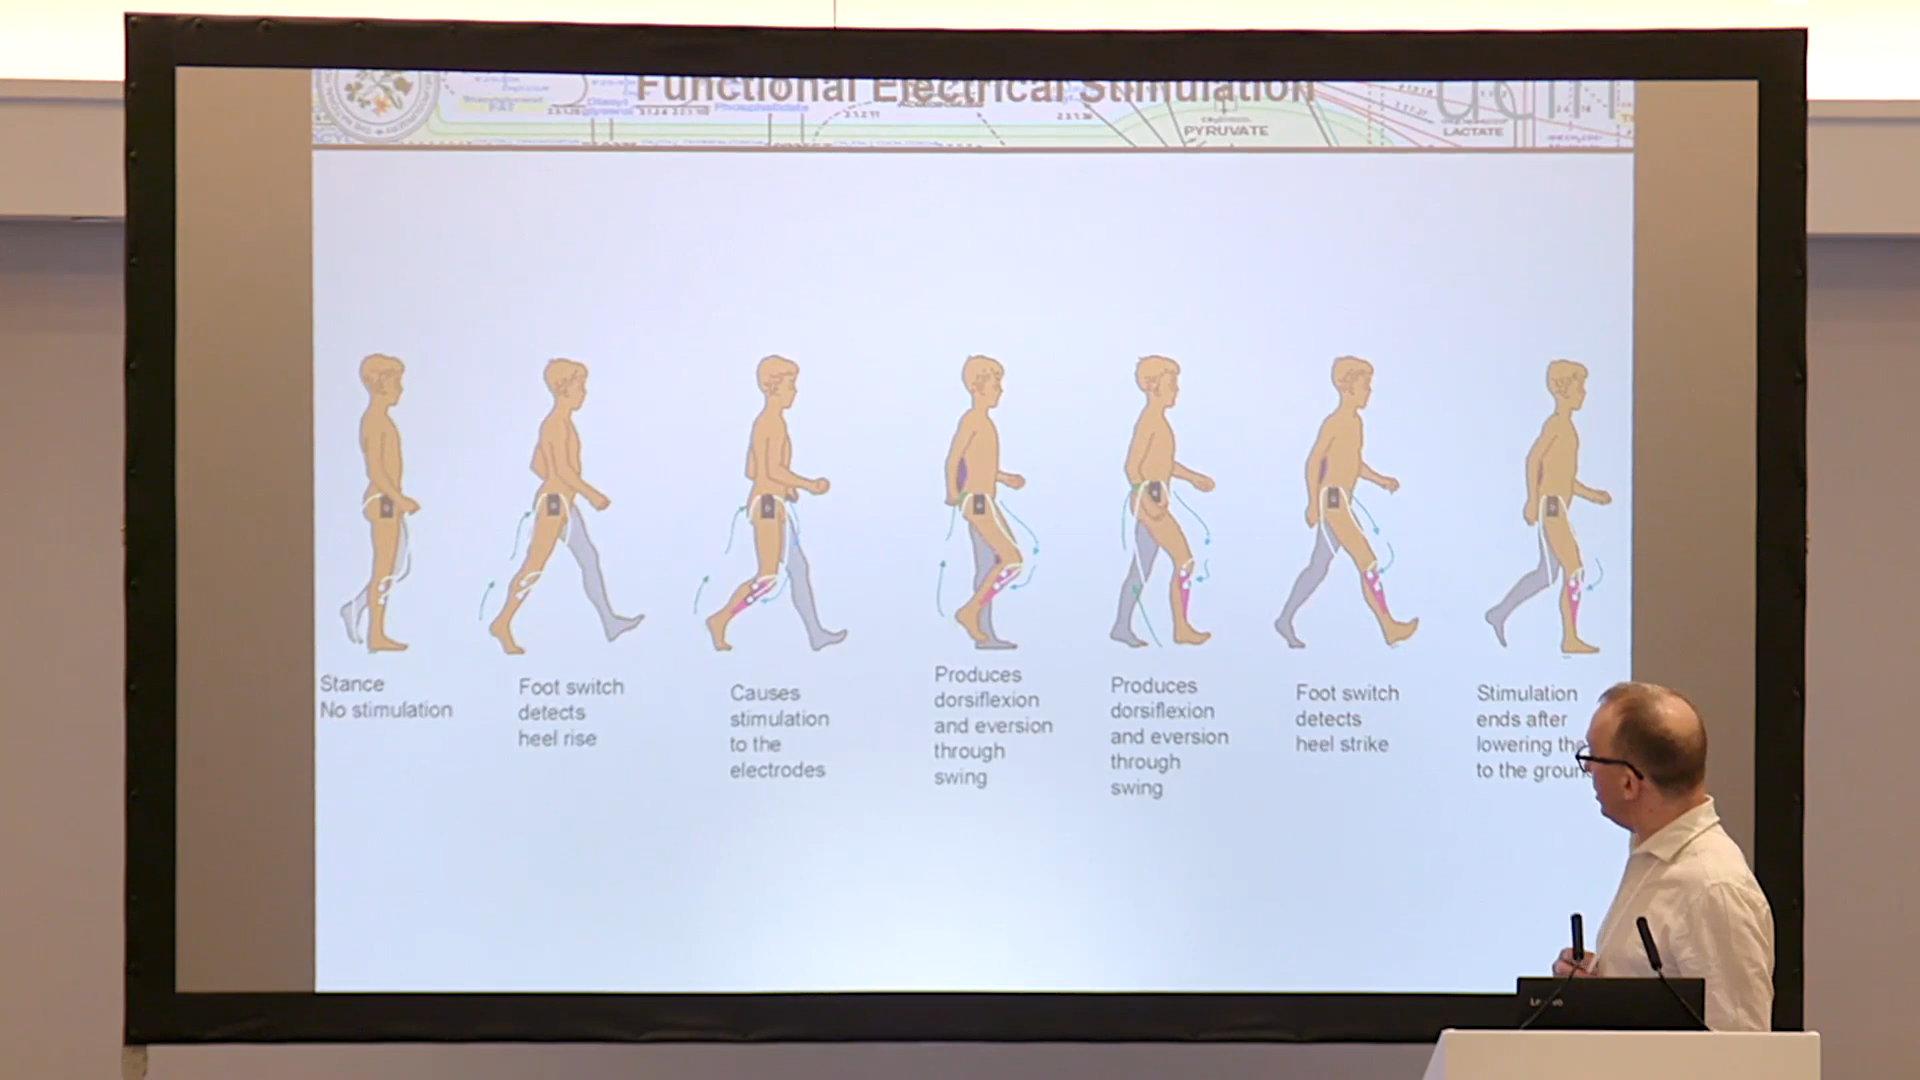 Functional Electrical Stimulation
PYRUVATE
LACTATE
Stance
No stimulation
Foot switch
detects
heel rise
Causes
stimulation
to the
electrodes
Produces
dorsiflexion
and eversion
through
swing
Produces
dorsiflexion
and eversion
through
swing
Foot switch
detects
heel strike
Stimulation
ends after
lowering the
to the groun